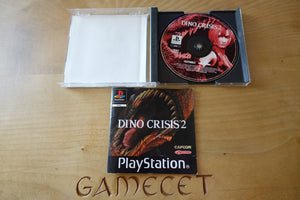 DINO CRISIS 2
DINO CRISIS 2
CAPCOM
PlayStation
GAMECET